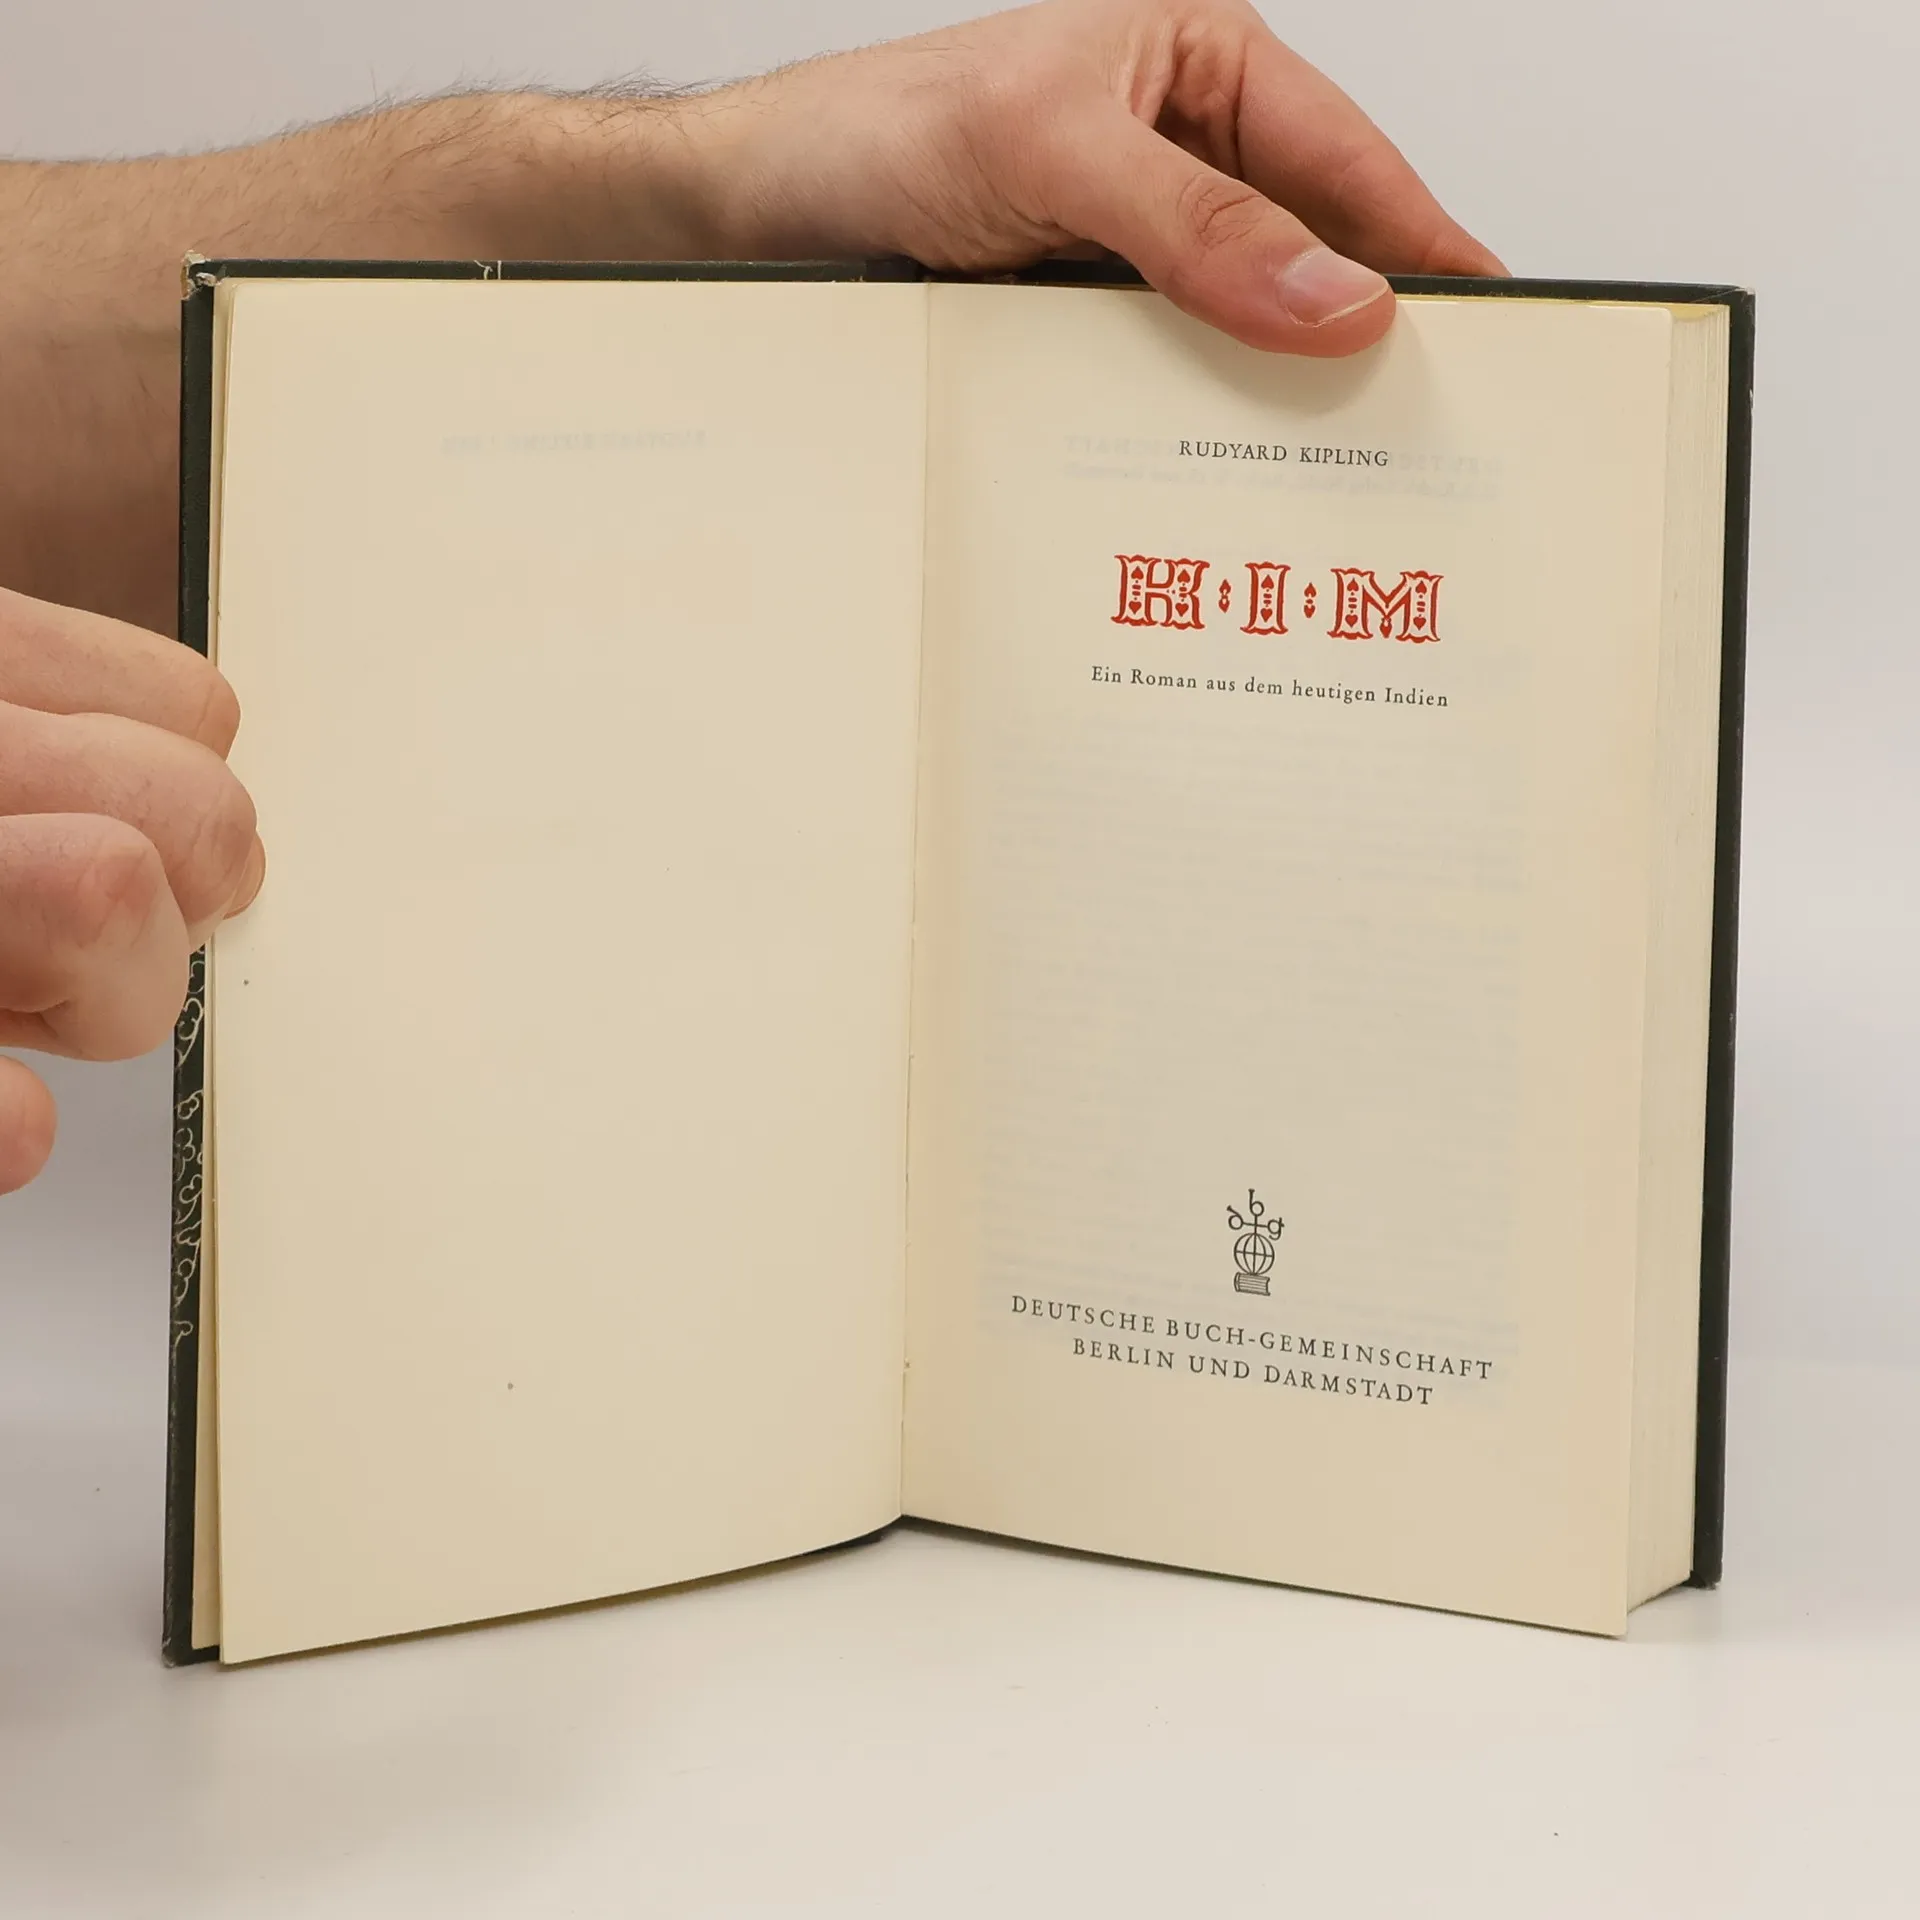 RUDYARD KIPLING
K·I·M
Ein Roman aus dem heutigen Indien
dbg
DEUTSCHE BUCH-GEMEINSCHAFT
BERLIN UND DARMSTADT